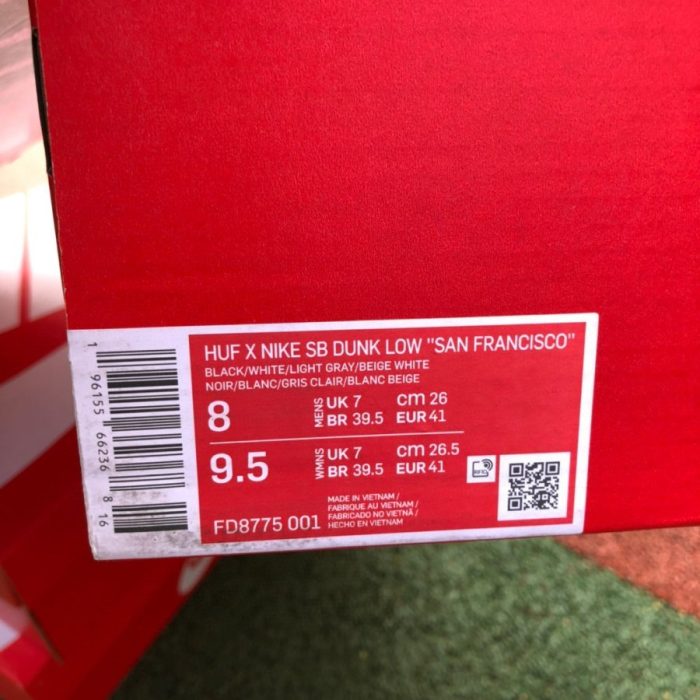 HUF X NIKE SB DUNK LOW "SAN FRANCISCO"
BLACK/WHITE/LIGHT GRAY/BEIGE WHITE
NOIR/BLANC/GRIS CLAIR/BLANC BEIGE
8 MENS UK 7 cm 26
BR 39.5 EUR 41
9.5 WMNS UK 7 cm 26.5
BR 39.5 EUR 41
RFID
FD8775 001
MADE IN VIETNAM /
FABRIQUE AU VIETNAM /
FABRICADO NO VIETNÃ /
HECHO EN VIETNAM
1 96155 66236 8 16